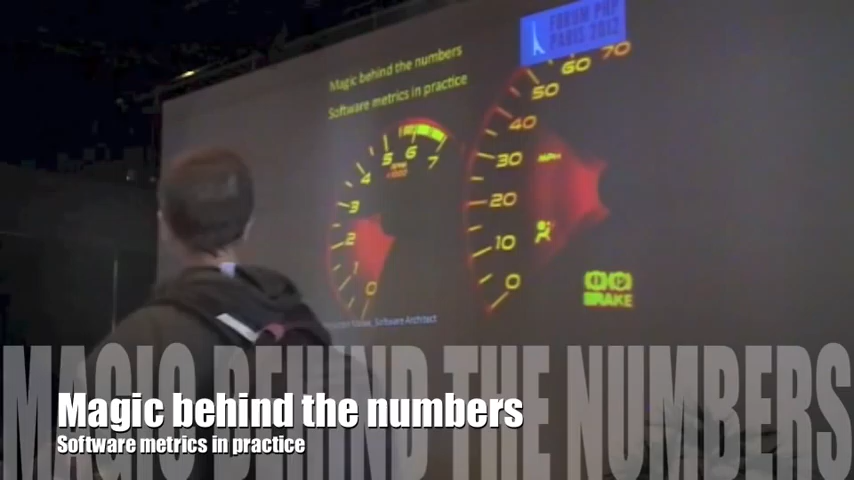 FORUM PHP
PARIS 2012
Magic behind the numbers
Software metrics in practice
0
1
2
3
4
5
6
7
0
10
20
30
40
50
60
70
MPH
BRAKE
, Software Architect
MAGIC BEHIND THE NUMBERS
Magic behind the numbers
Software metrics in practice